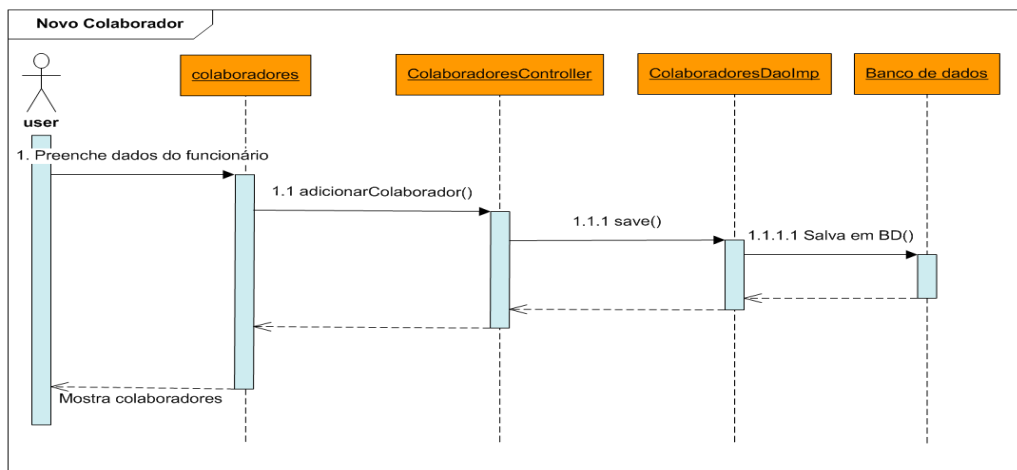 Novo Colaborador
colaboradores
ColaboradoresController
ColaboradoresDaoImp
Banco de dados
user
1. Preenche dados do funcionário
1.1 adicionarColaborador()
1.1.1 save()
1.1.1.1 Salva em BD()
Mostra colaboradores